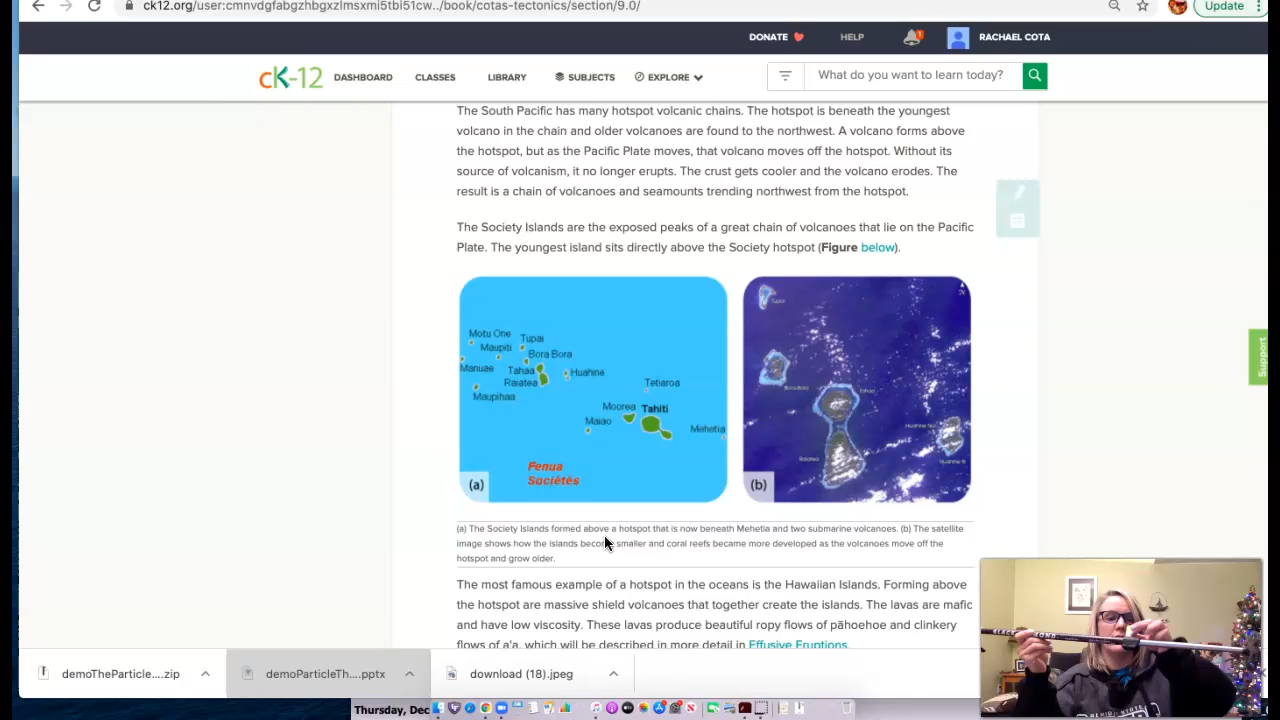 ck12.org/user:cmnvdgfabgzhbgxzlmsxmi5tbi51cw../book/cotas-tectonics/section/9.0/
Update
DONATE HELP 1 RACHAEL COTA
cK-12 DASHBOARD CLASSES LIBRARY SUBJECTS EXPLORE What do you want to learn today?
The South Pacific has many hotspot volcanic chains. The hotspot is beneath the youngest
volcano in the chain and older volcanoes are found to the northwest. A volcano forms above
the hotspot, but as the Pacific Plate moves, that volcano moves off the hotspot. Without its
source of volcanism, it no longer erupts. The crust gets cooler and the volcano erodes. The
result is a chain of volcanoes and seamounts trending northwest from the hotspot.
The Society Islands are the exposed peaks of a great chain of volcanoes that lie on the Pacific
Plate. The youngest island sits directly above the Society hotspot (Figure below).
Motu One
Tupai
Maupiti
Bora Bora
Manuae
Tahaa
Huahine
Raiatea
Tetiaroa
Maupihaa
Moorea
Tahiti
Maiao
Mehetia
Fenua
Sociétés
(a)
Tupai
BoraBora
Tahaa
Raiatea
(b)
Support
(a) The Society Islands formed above a hotspot that is now beneath Mehetia and two submarine volcanoes. (b) The satellite
image shows how the islands become smaller and coral reefs became more developed as the volcanoes move off the
hotspot and grow older.
The most famous example of a hotspot in the oceans is the Hawaiian Islands. Forming above
the hotspot are massive shield volcanoes that together create the islands. The lavas are mafic
and have low viscosity. These lavas produce beautiful ropy flows of pāhoehoe and clinkery
flows of a'a, which will be described in more detail in Effusive Eruptions.
demoTheParticle....zip
demoParticleTh....pptx
download (18).jpeg
Thursday, Dec